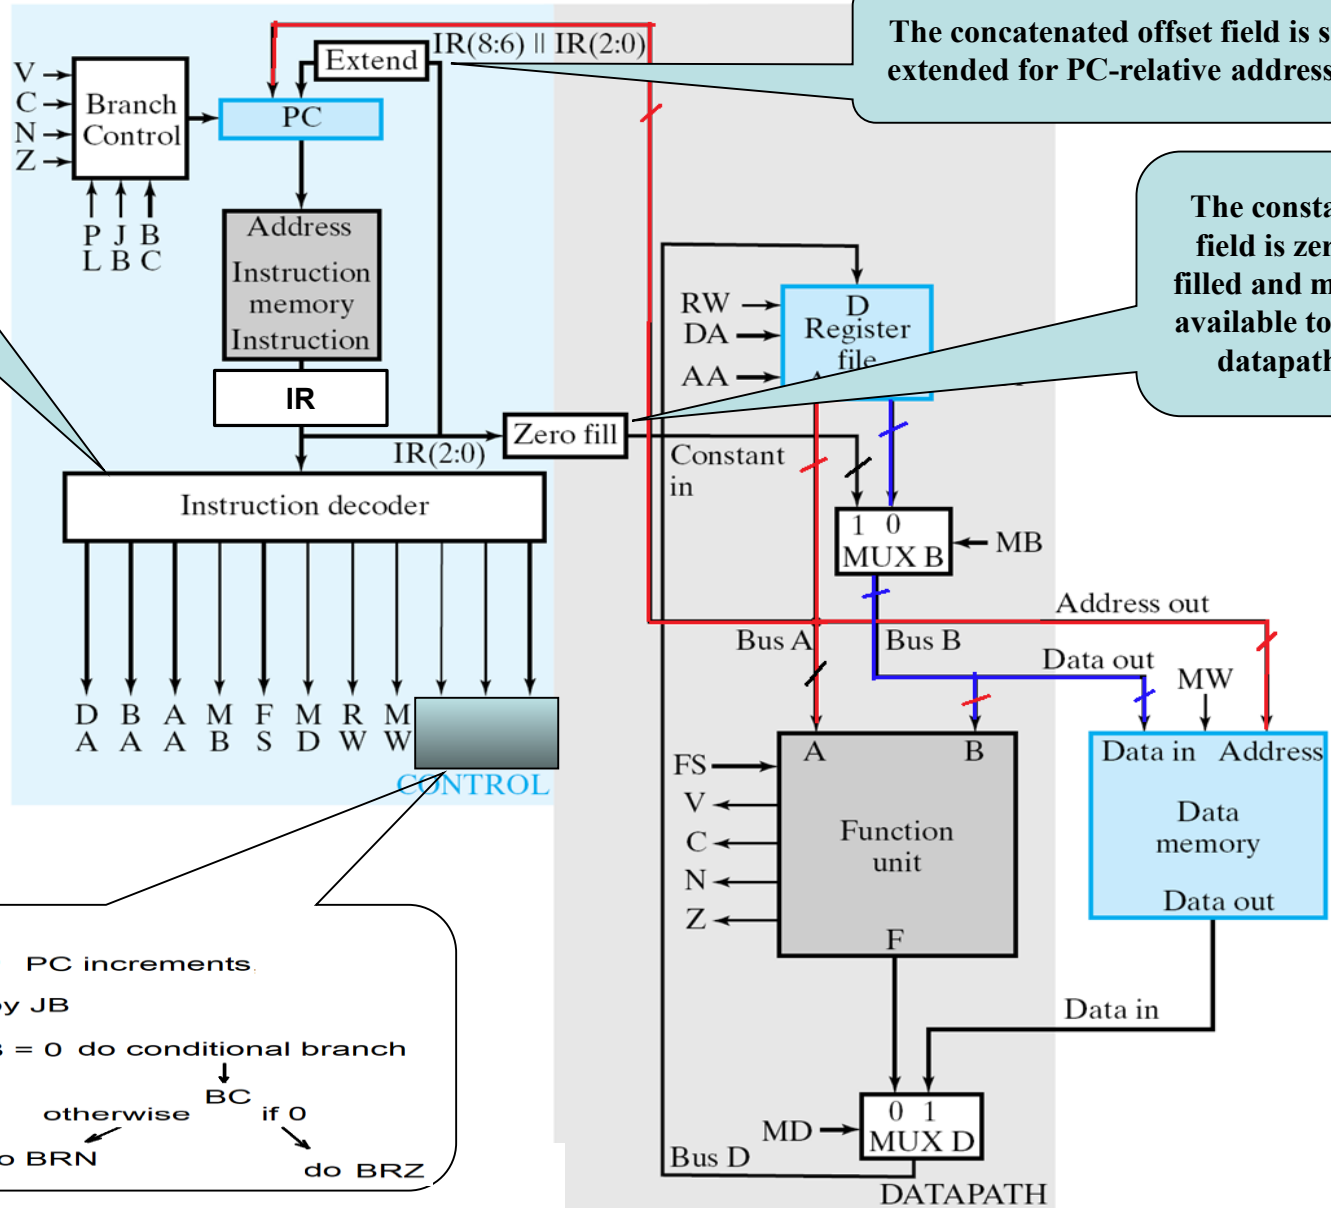 The concatenated offset field is
extended for PC-relative
IR(8:6) || IR(2:0)
Extend
V
C
N
Z
Branch
Control
PC
P J B
L B C
Address
Instruction
memory
Instruction
IR
IR(2:0)
Zero fill
Instruction decoder
D B A M F M R M
A A A B S D W W
CONTROL
The
field is
filled and
available to
RW
DA
AA
D
Register
file
Constant
in
1 0
MUX B
MB
Address out
Bus A
Bus B
Data out
MW
A
B
FS
V
C
N
Z
Function
unit
F
Data in Address
Data
memory
Data out
Data in
0 1
MUX D
MD
Bus D
DATAPATH
PC increments
JB
= 0 do conditional branch
BC
otherwise
if 0
BRN
do BRZ